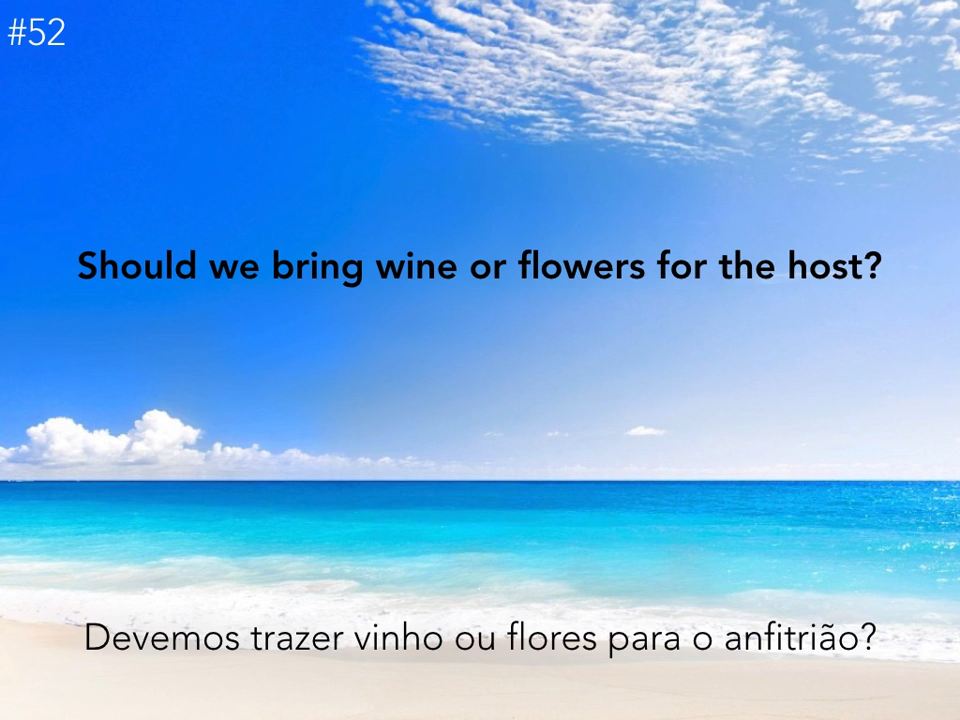 #52
Should we bring wine or flowers for the host?
Devemos trazer vinho ou flores para o anfitrião?